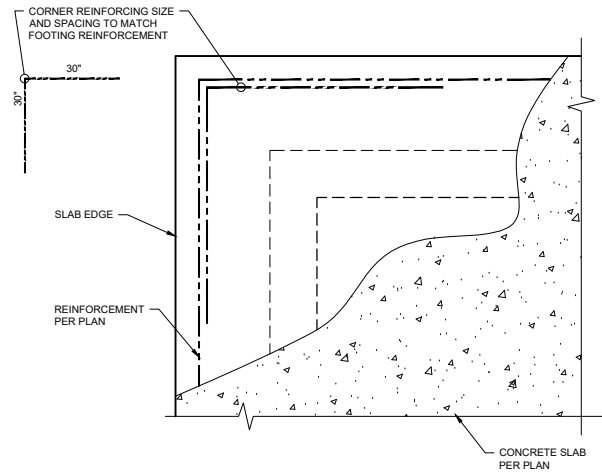 CORNER REINFORCING SIZE
AND SPACING TO MATCH
FOOTING REINFORCEMENT
30"
30"
SLAB EDGE
REINFORCEMENT
PER PLAN
CONCRETE SLAB
PER PLAN